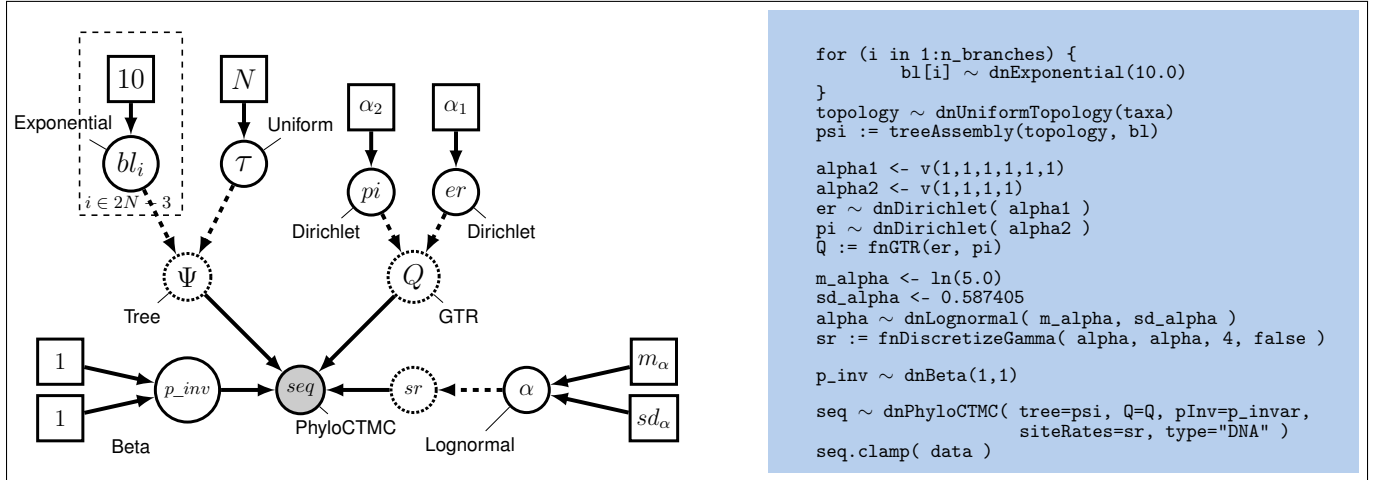 10
N
α₂
α₁
Exponential
Uniform
bl_i
τ
i ∈ 2N − 3
pi
er
Dirichlet
Dirichlet
Ψ
Q
Tree
GTR
1
m_α
p_inv
seq
sr
α
1
sd_α
PhyloCTMC
Beta
Lognormal
for (i in 1:n_branches) {
bl[i] ∼ dnExponential(10.0)
}
topology ∼ dnUniformTopology(taxa)
psi := treeAssembly(topology, bl)
alpha1 <- v(1,1,1,1,1,1)
alpha2 <- v(1,1,1,1)
er ∼ dnDirichlet( alpha1 )
pi ∼ dnDirichlet( alpha2 )
Q := fnGTR(er, pi)
m_alpha <- ln(5.0)
sd_alpha <- 0.587405
alpha ∼ dnLognormal( m_alpha, sd_alpha )
sr := fnDiscretizeGamma( alpha, alpha, 4, false )
p_inv ∼ dnBeta(1,1)
seq ∼ dnPhyloCTMC( tree=psi, Q=Q, pInv=p_invar,
siteRates=sr, type="DNA" )
seq.clamp( data )